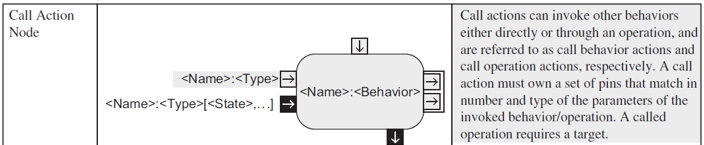 Call Action
Node
<Name>:<Type>
<Name>:<Type>[<State>,…]
<Name>:<Behavior>
Call actions can invoke other behaviors
either directly or through an operation, and
are referred to as call behavior actions and
call operation actions, respectively. A call
action must own a set of pins that match in
number and type of the parameters of the
invoked behavior/operation. A called
operation requires a target.